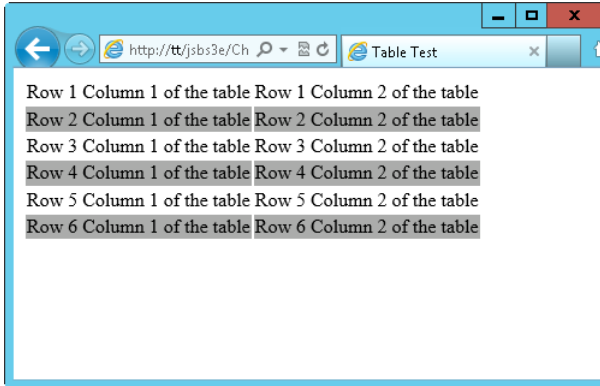 http://tt/jsbs3e/Ch
Table Test
Row 1 Column 1 of the table Row 1 Column 2 of the table
Row 2 Column 1 of the table Row 2 Column 2 of the table
Row 3 Column 1 of the table Row 3 Column 2 of the table
Row 4 Column 1 of the table Row 4 Column 2 of the table
Row 5 Column 1 of the table Row 5 Column 2 of the table
Row 6 Column 1 of the table Row 6 Column 2 of the table